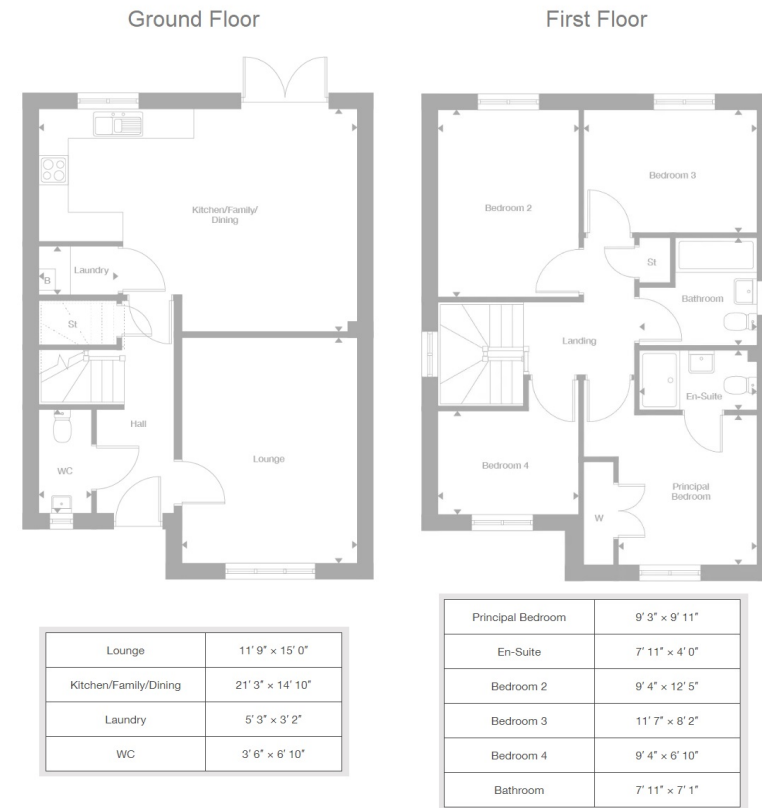 Ground Floor
Kitchen/Family/
Dining
Laundry
B
St
Hall
WC
Lounge
Lounge 11′ 9″ × 15′ 0″
Kitchen/Family/Dining 21′ 3″ × 14′ 10″
Laundry 5′ 3″ × 3′ 2″
WC 3′ 6″ × 6′ 10″
First Floor
Bedroom 2
Bedroom 3
St
Bathroom
Landing
En-Suite
Bedroom 4
Principal
Bedroom
W
Principal Bedroom 9′ 3″ × 9′ 11″
En-Suite 7′ 11″ × 4′ 0″
Bedroom 2 9′ 4″ × 12′ 5″
Bedroom 3 11′ 7″ × 8′ 2″
Bedroom 4 9′ 4″ × 6′ 10″
Bathroom 7′ 11″ × 7′ 1″